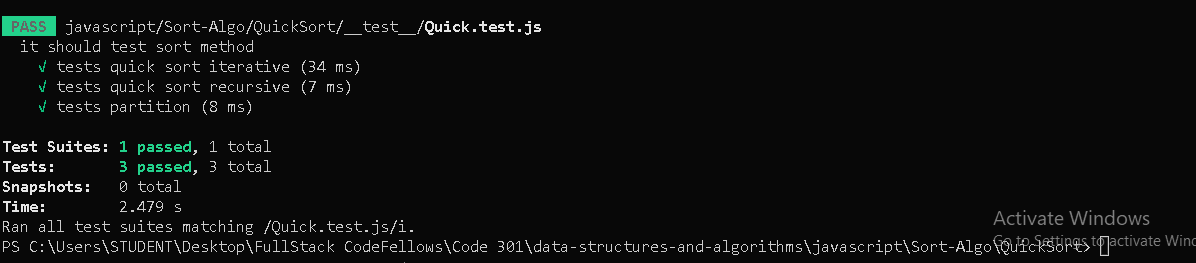 PASS javascript/Sort-Algo/QuickSort/__test__/Quick.test.js
it should test sort method
√ tests quick sort iterative (34 ms)
√ tests quick sort recursive (7 ms)
√ tests partition (8 ms)
Test Suites: 1 passed, 1 total
Tests: 3 passed, 3 total
Snapshots: 0 total
Time: 2.479 s
Ran all test suites matching /Quick.test.js/i.
PS C:\Users\STUDENT\Desktop\FullStack CodeFellows\Code 301\data-structures-and-algorithms\javascript\Sort-Algo\QuickSort>
Activate Windows
Go to Settings to activate Wind